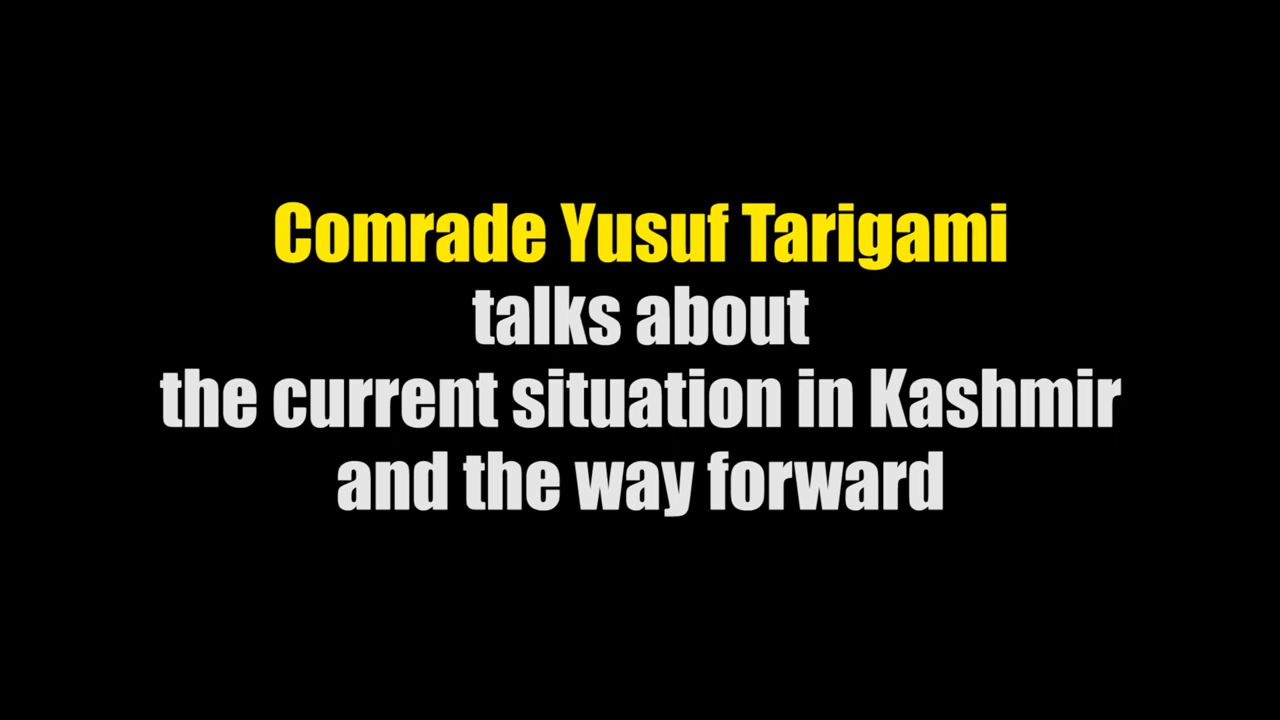 Comrade Yusuf Tarigami
talks about
the current situation in Kashmir
and the way forward